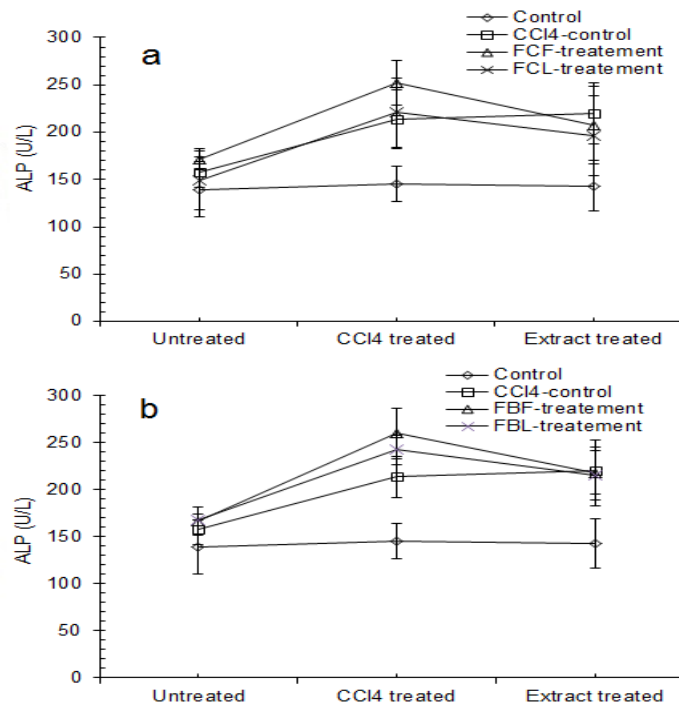 Control
CCl4-control
FCF-treatement
FCL-treatement
a
300
250
200
150
100
50
0
ALP (U/L)
Untreated
CCl4 treated
Extract treated
Control
CCl4-control
FBF-treatement
FBL-treatement
b
300
250
200
150
100
50
0
ALP (U/L)
Untreated
CCl4 treated
Extract treated